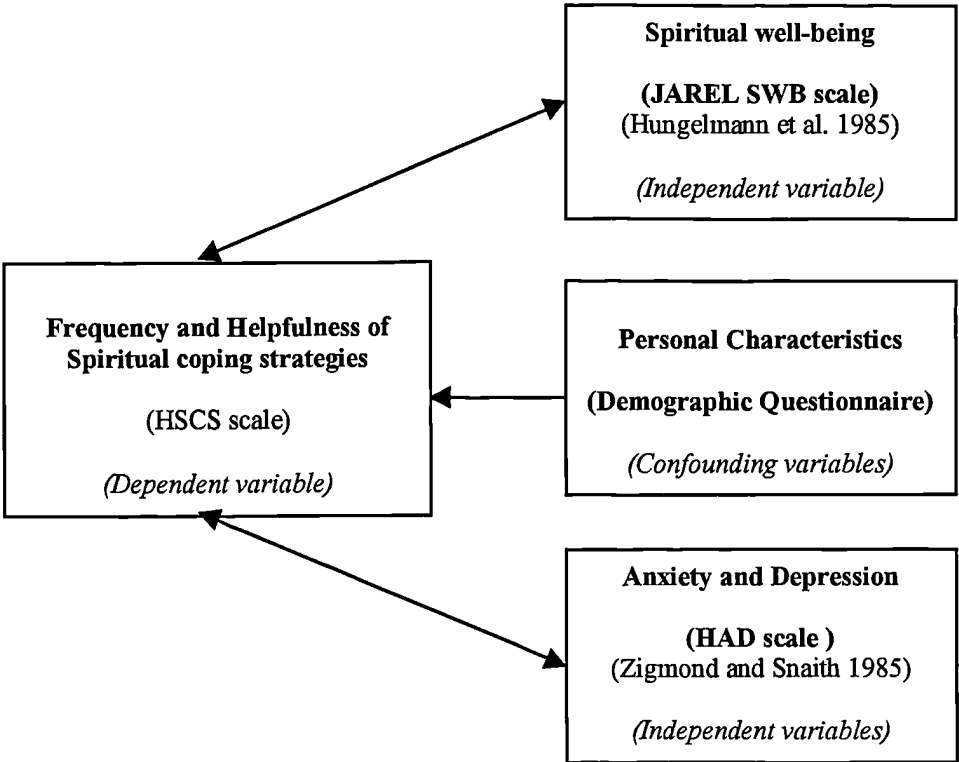 Spiritual well-being
(JAREL SWB scale)
(Hungelmann et al. 1985)
(Independent variable)
Frequency and Helpfulness of
Spiritual coping strategies
(HSCS scale)
(Dependent variable)
Personal Characteristics
(Demographic Questionnaire)
(Confounding variables)
Anxiety and Depression
(HAD scale )
(Zigmond and Snaith 1985)
(Independent variables)